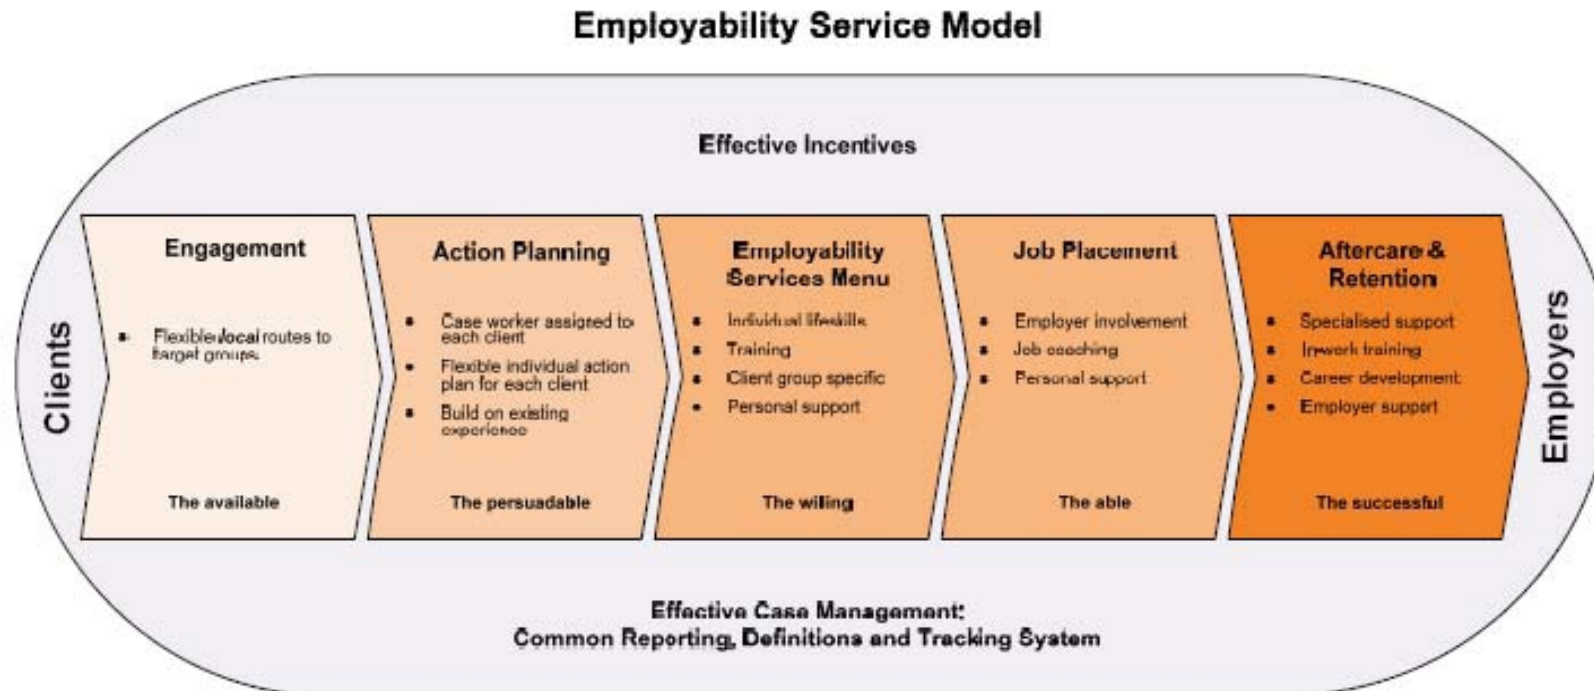 Employability Service Model
Effective Incentives
Clients
Engagement
• Flexible local routes to
target groups
The available
Action Planning
• Case worker assigned to
each client
• Flexible individual action
plan for each client
• Build on existing
experience
The persuadable
Employability
Services Menu
• Individual lifeskills
• Training
• Client group specific
• Personal support
The willing
Job Placement
• Employer involvement
• Job coaching
• Personal support
The able
Aftercare &
Retention
• Specialised support
• In-work training
• Career development
• Employer support
The successful
Employers
Effective Case Management:
Common Reporting, Definitions and Tracking System